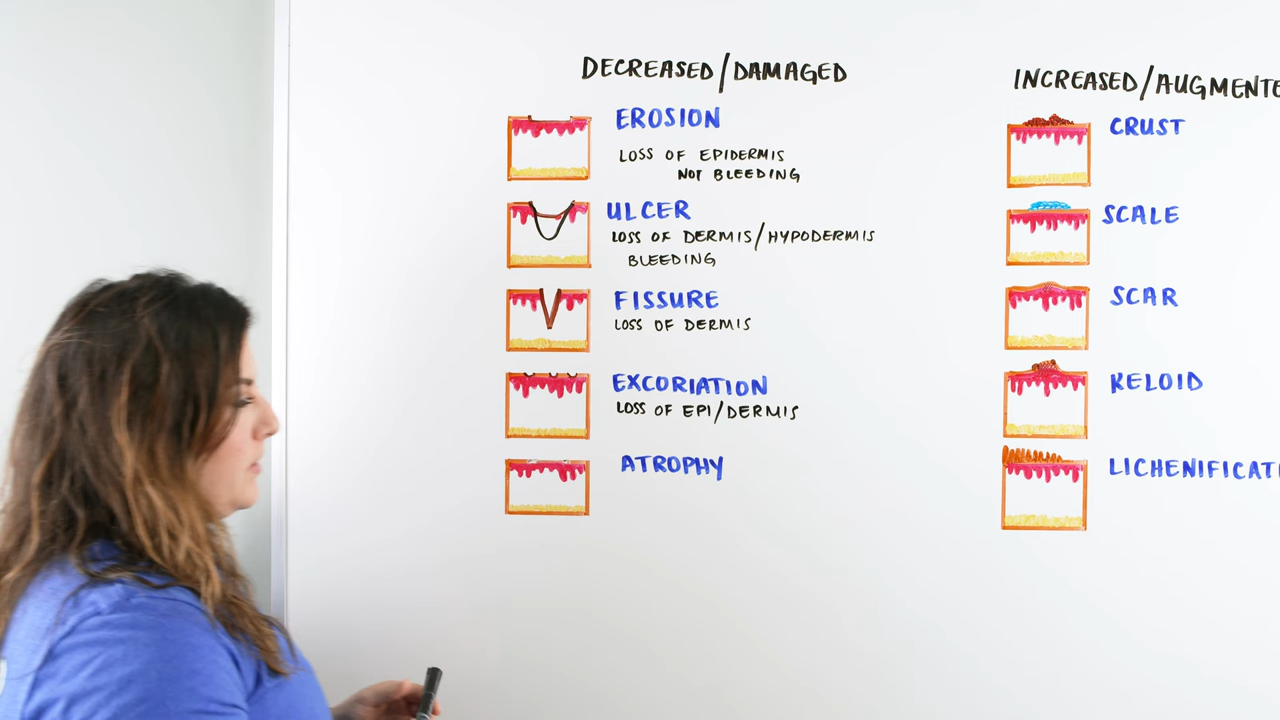 DECREASED/DAMAGED
EROSION
LOSS OF EPIDERMIS
NOT BLEEDING
ULCER
LOSS OF DERMIS/HYPODERMIS
BLEEDING
FISSURE
LOSS OF DERMIS
EXCORIATION
LOSS OF EPI/DERMIS
ATROPHY
INCREASED/AUGMENTE
CRUST
SCALE
SCAR
KELOID
LICHENIFICATI